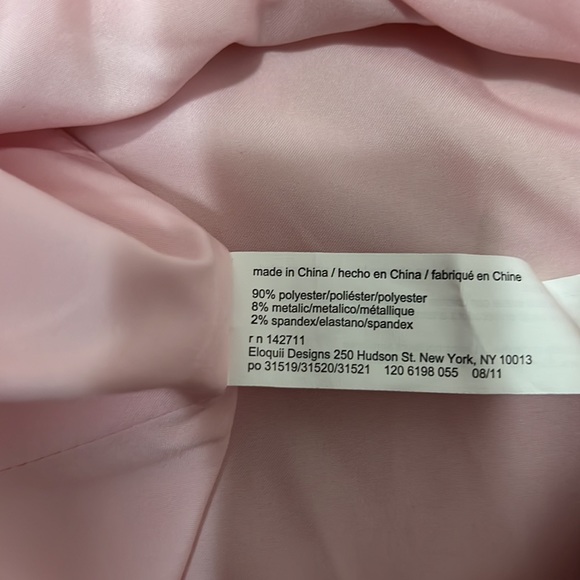 made in China / hecho en China / fabriqué en Chine
90% polyester/poliéster/polyester
8% metalic/metalico/métallique
2% spandex/elastano/spandex
r n 142711
Eloquii Designs 250 Hudson St. New York, NY 10013
po 31519/31520/31521 120 6198 055 08/11